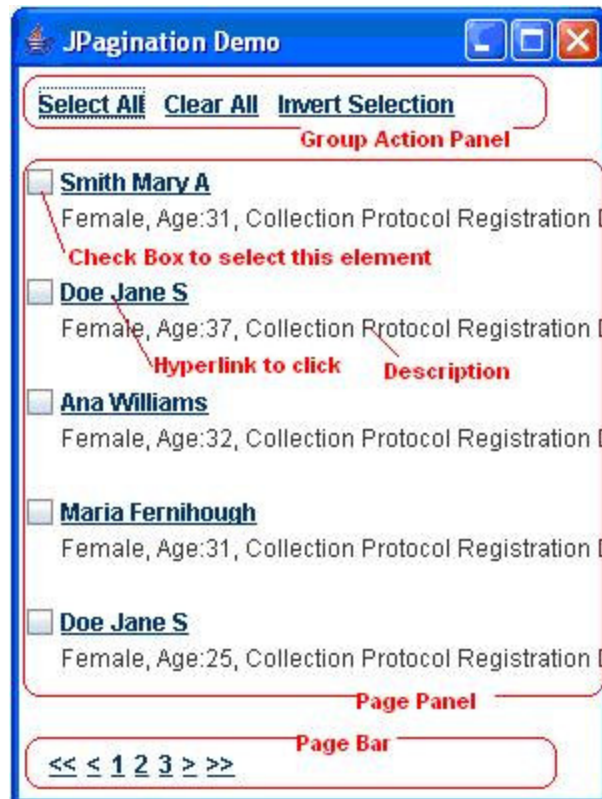 JPagination Demo
Select All Clear All Invert Selection
Group Action Panel
Smith Mary A
Female, Age:31, Collection Protocol Registration
Check Box to select this element
Doe Jane S
Female, Age:37, Collection Protocol Registration
Hyperlink to click
Description
Ana Williams
Female, Age:32, Collection Protocol Registration
Maria Fernihough
Female, Age:31, Collection Protocol Registration
Doe Jane S
Female, Age:25, Collection Protocol Registration
Page Panel
Page Bar
<< < 1 2 3 > >>